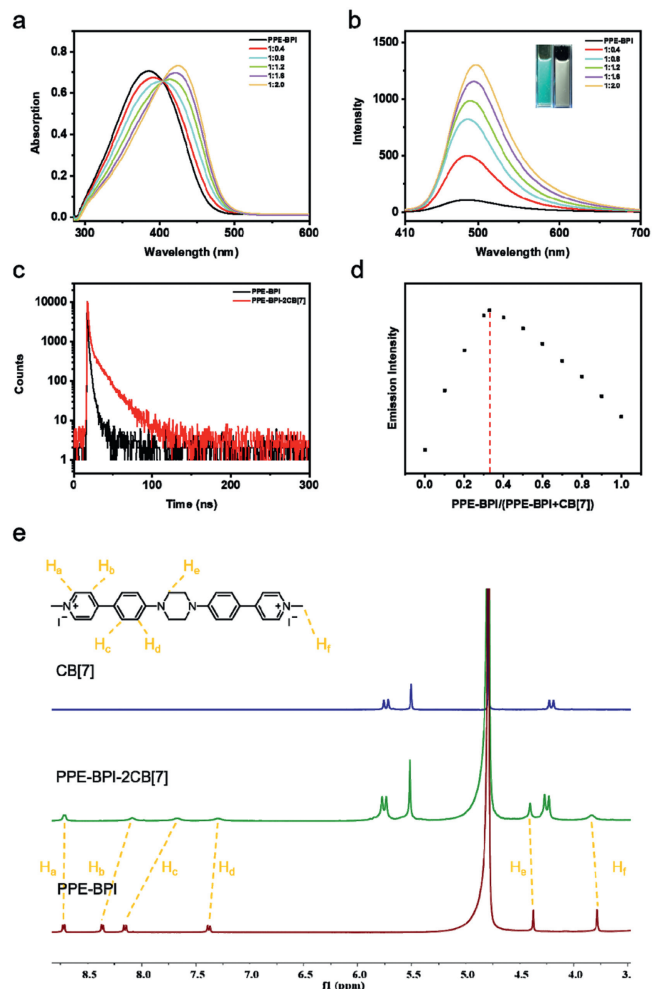 a
PPE-BPI
1:0.4
1:0.8
1:1.2
1:1.6
1:2.0
0.8
0.6
0.4
0.2
0.0
Absorption
300
400
500
600
Wavelength (nm)
b
PPE-BPI
1:0.4
1:0.8
1:1.2
1:1.6
1:2.0
1500
1250
750
500
250
0
Intensity
410
500
600
700
Wavelength (nm)
c
PPE-BPI
PPE-BPI-2CB[7]
10000
1000
100
10
1
Counts
0
100
200
300
Time (ns)
d
Emission Intensity
0.0
0.2
0.4
0.6
0.8
1.0
PPE-BPI/(PPE-BPI+CB[7])
e
Ha
Hb
He
N
+
I-
N
N
N
+
I-
Hc
Hd
Hf
CB[7]
PPE-BPI-2CB[7]
Ha
Hb
Hc
Hd
He
Hf
PPE-BPI
8.5
8.0
7.5
7.0
6.5
6.0
5.5
5.0
4.5
4.0
3.
f1 (ppm)